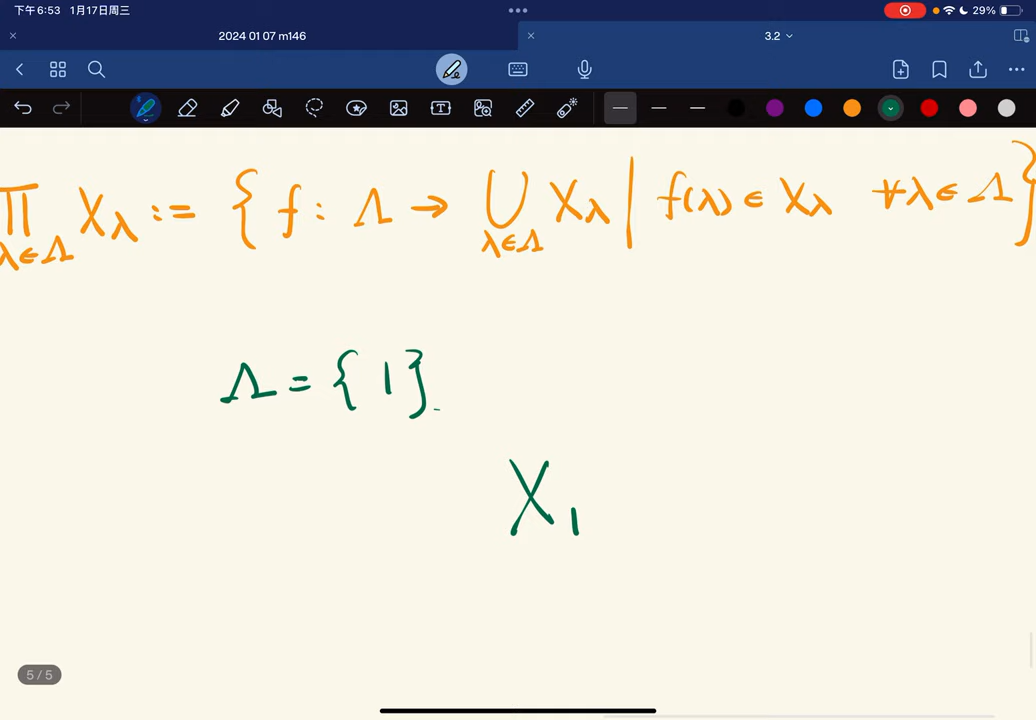 下午6:53 1月17日周三 29%
2024 01 07 m146 3.2
∏_{λ∈Λ} X_λ := { f : Λ → ⋃_{λ∈Λ} X_λ | f(λ) ∈ X_λ ∀λ∈Λ }
Λ = { 1 }
X₁
5 / 5